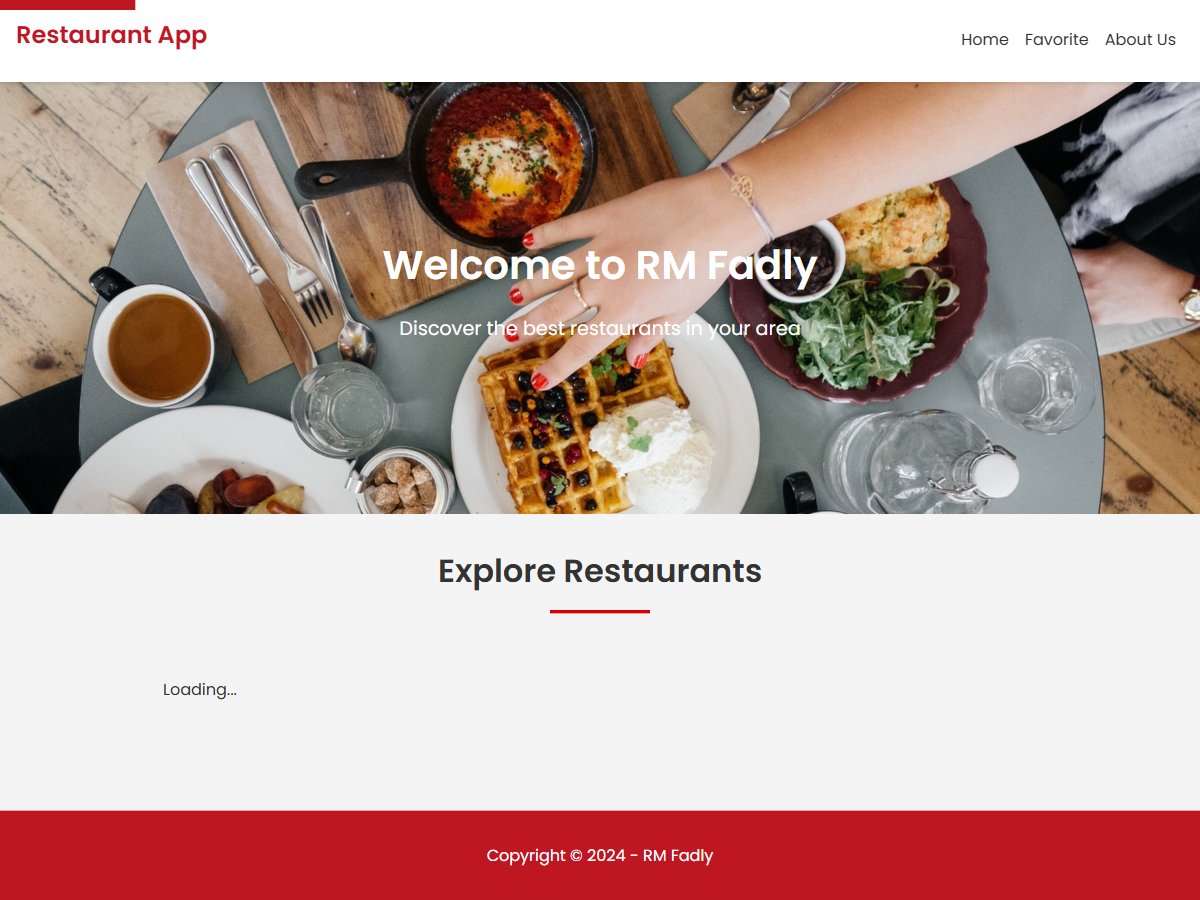 Restaurant App
Home Favorite About Us
Welcome to RM Fadly
Discover the best restaurants in your area
Explore Restaurants
Loading...
Copyright © 2024 - RM Fadly